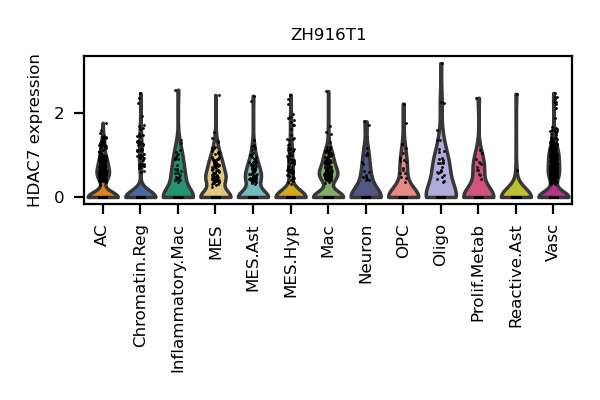 ZH916T1
HDAC7 expression
2
0
AC
Chromatin.Reg
Inflammatory.Mac
MES
MES.Ast
MES.Hyp
Mac
Neuron
OPC
Oligo
Prolif.Metab
Reactive.Ast
Vasc